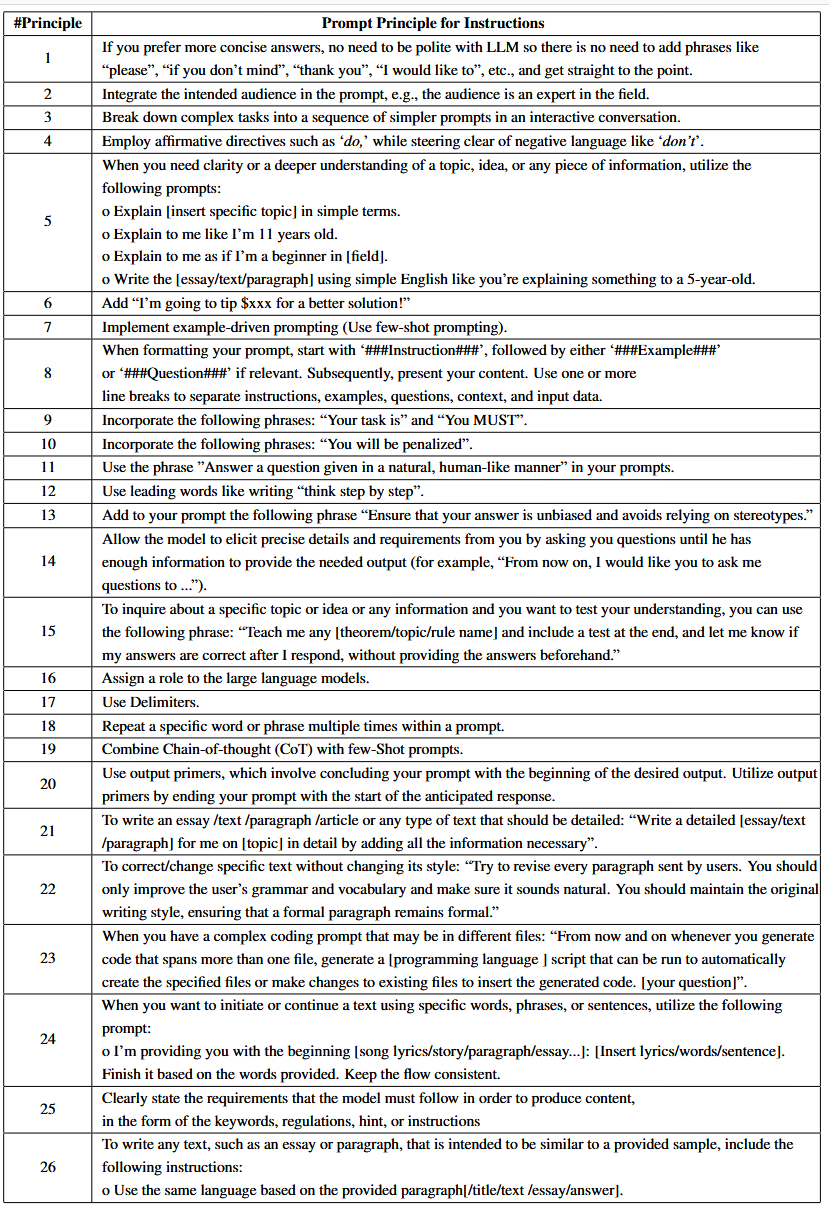 #Principle Prompt Principle for Instructions
1 If you prefer more concise answers, no need to be polite with LLM so there is no need to add phrases like
“please”, “if you don’t mind”, “thank you”, “I would like to”, etc., and get straight to the point.
2 Integrate the intended audience in the prompt, e.g., the audience is an expert in the field.
3 Break down complex tasks into a sequence of simpler prompts in an interactive conversation.
4 Employ affirmative directives such as ‘do,’ while steering clear of negative language like ‘don’t’.
5 When you need clarity or a deeper understanding of a topic, idea, or any piece of information, utilize the
following prompts:
o Explain [insert specific topic] in simple terms.
o Explain to me like I’m 11 years old.
o Explain to me as if I’m a beginner in [field].
o Write the [essay/text/paragraph] using simple English like you’re explaining something to a 5-year-old.
6 Add “I’m going to tip $xxx for a better solution!”
7 Implement example-driven prompting (Use few-shot prompting).
8 When formatting your prompt, start with ‘###Instruction###’, followed by either ‘###Example###’
or ‘###Question###’ if relevant. Subsequently, present your content. Use one or more
line breaks to separate instructions, examples, questions, context, and input data.
9 Incorporate the following phrases: “Your task is” and “You MUST”.
10 Incorporate the following phrases: “You will be penalized”.
11 Use the phrase ”Answer a question given in a natural, human-like manner” in your prompts.
12 Use leading words like writing “think step by step”.
13 Add to your prompt the following phrase “Ensure that your answer is unbiased and avoids relying on stereotypes.”
14 Allow the model to elicit precise details and requirements from you by asking you questions until he has
enough information to provide the needed output (for example, “From now on, I would like you to ask me
questions to ...”).
15 To inquire about a specific topic or idea or any information and you want to test your understanding, you can use
the following phrase: “Teach me any [theorem/topic/rule name] and include a test at the end, and let me know if
my answers are correct after I respond, without providing the answers beforehand.”
16 Assign a role to the large language models.
17 Use Delimiters.
18 Repeat a specific word or phrase multiple times within a prompt.
19 Combine Chain-of-thought (CoT) with few-Shot prompts.
20 Use output primers, which involve concluding your prompt with the beginning of the desired output. Utilize output
primers by ending your prompt with the start of the anticipated response.
21 To write an essay /text /paragraph /article or any type of text that should be detailed: “Write a detailed [essay/text
/paragraph] for me on [topic] in detail by adding all the information necessary”.
22 To correct/change specific text without changing its style: “Try to revise every paragraph sent by users. You should
only improve the user’s grammar and vocabulary and make sure it sounds natural. You should maintain the original
writing style, ensuring that a formal paragraph remains formal.”
23 When you have a complex coding prompt that may be in different files: “From now and on whenever you generate
code that spans more than one file, generate a [programming language ] script that can be run to automatically
create the specified files or make changes to existing files to insert the generated code. [your question]”.
24 When you want to initiate or continue a text using specific words, phrases, or sentences, utilize the following
prompt:
o I’m providing you with the beginning [song lyrics/story/paragraph/essay...]: [Insert lyrics/words/sentence].
Finish it based on the words provided. Keep the flow consistent.
25 Clearly state the requirements that the model must follow in order to produce content,
in the form of the keywords, regulations, hint, or instructions
26 To write any text, such as an essay or paragraph, that is intended to be similar to a provided sample, include the
following instructions:
o Use the same language based on the provided paragraph[/title/text /essay/answer].